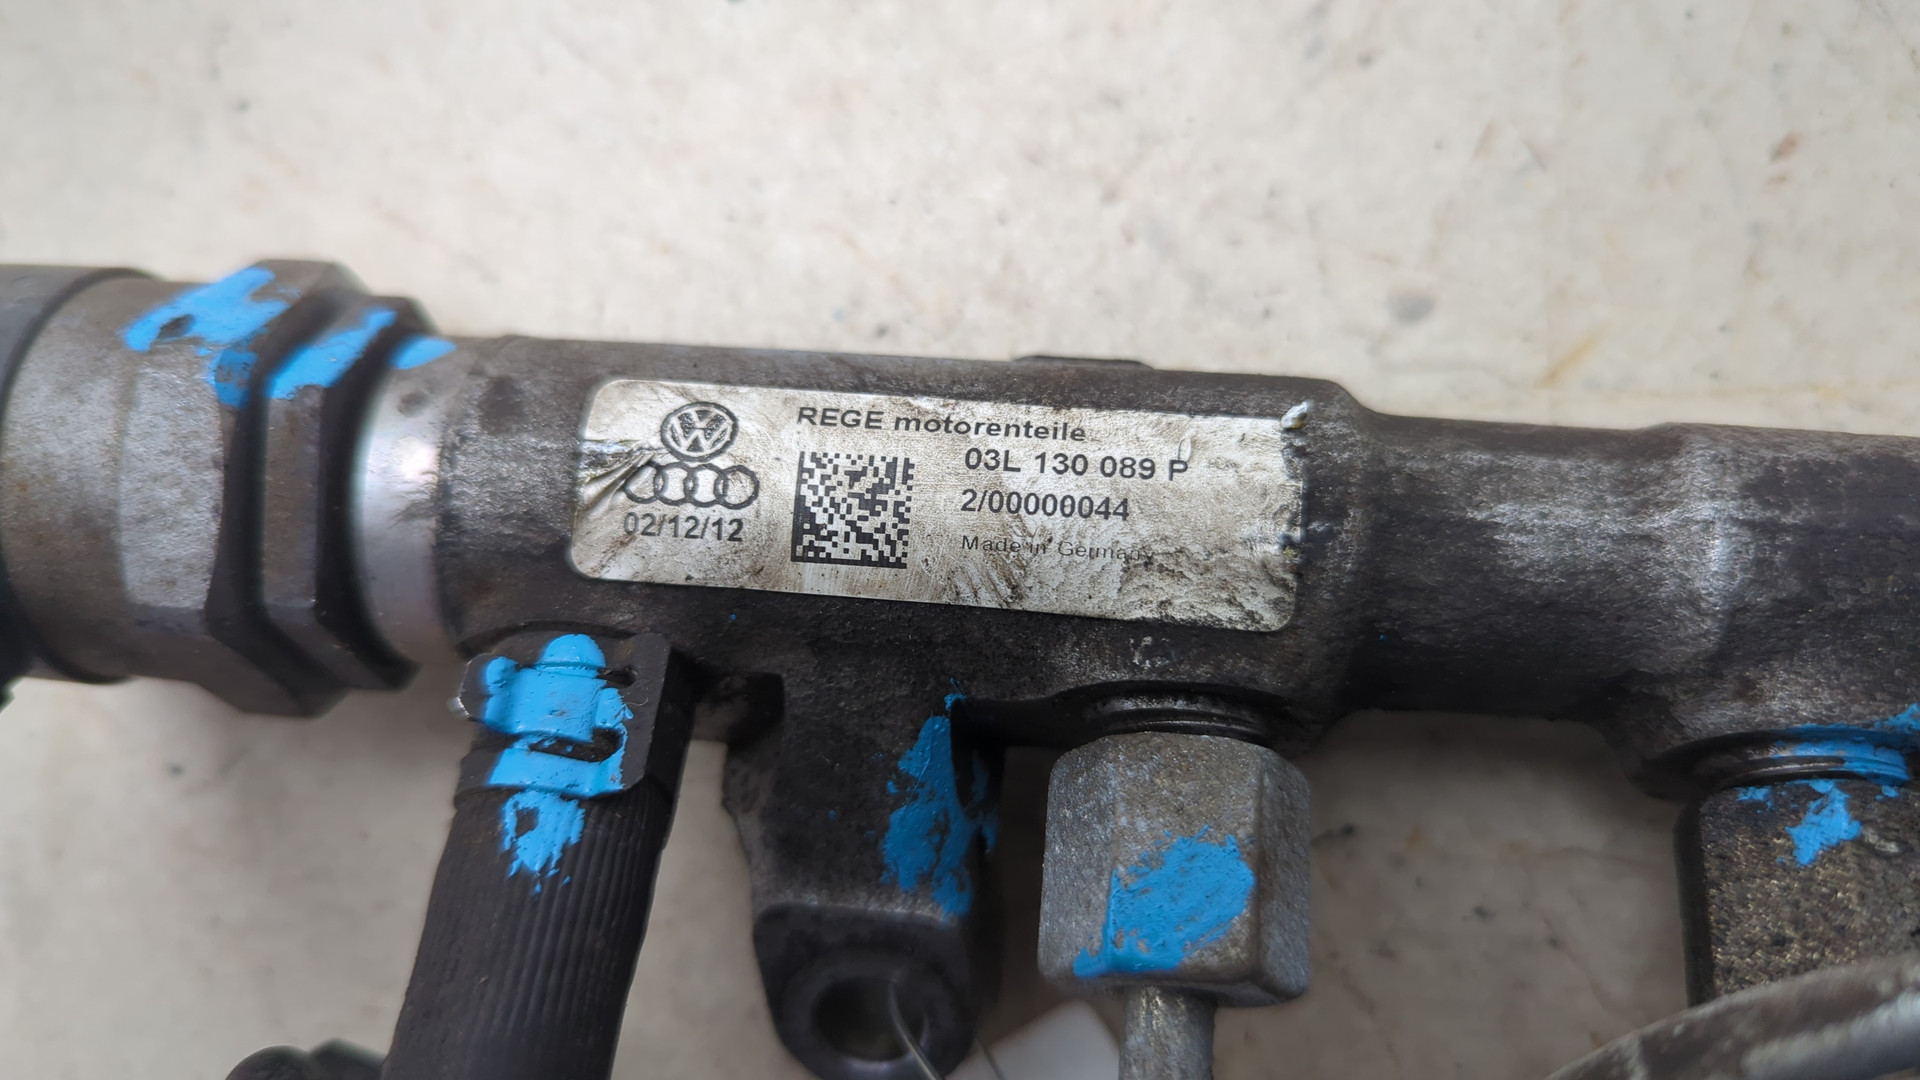 REGE motorenteile
03L 130 089 P
2/00000044
Made in Germany
02/12/12